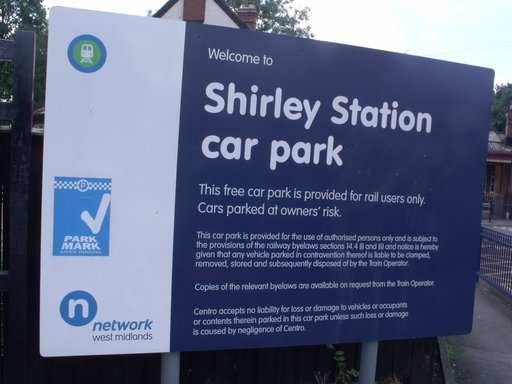 Welcome to
Shirley Station
car park
This free car park is provided for rail users only.
Cars parked at owners' risk.
This car park is provided for the use of authorised persons only and is subject
to the provisions of the railway byelaws sections 14.4 (i) and (ii) and notice is hereby
given that any vehicle parked in contravention thereof is liable to be clamped,
removed, stored and subsequently disposed of by the Train Operator.
Copies of the relevant byelaws are available on request from the Train Operator.
Centro accepts no liability for loss or damage to vehicles or occupants
or contents therein parked in this car park unless such loss or damage
is caused by negligence of Centro.
P
PARK
MARK
SAFER PARKING
n
network
west midlands